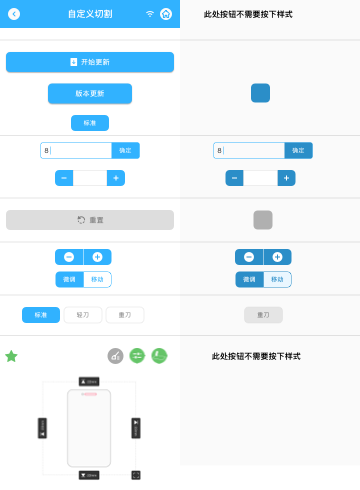 自定义切割
此处按钮不需要按下样式
开始更新
版本更新
标准
8 确定
8 确定
重置
微调 移动
微调 移动
标准 轻刀 重刀
重刀
此处按钮不需要按下样式